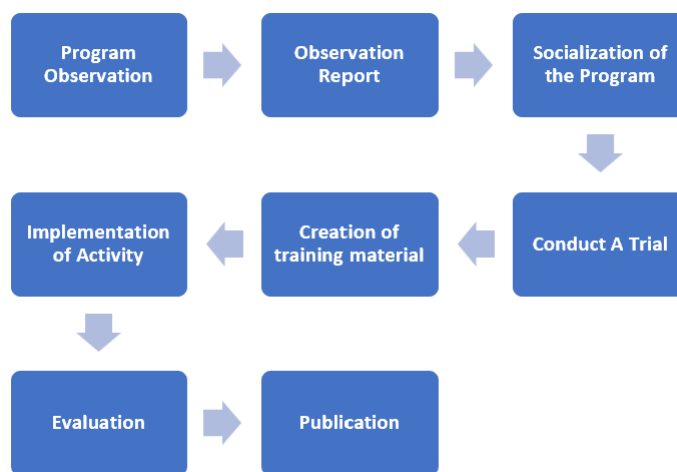 Program
Observation
Observation
Report
Socialization of
the Program
Conduct A Trial
Creation of
training material
Implementation
of Activity
Evaluation
Publication